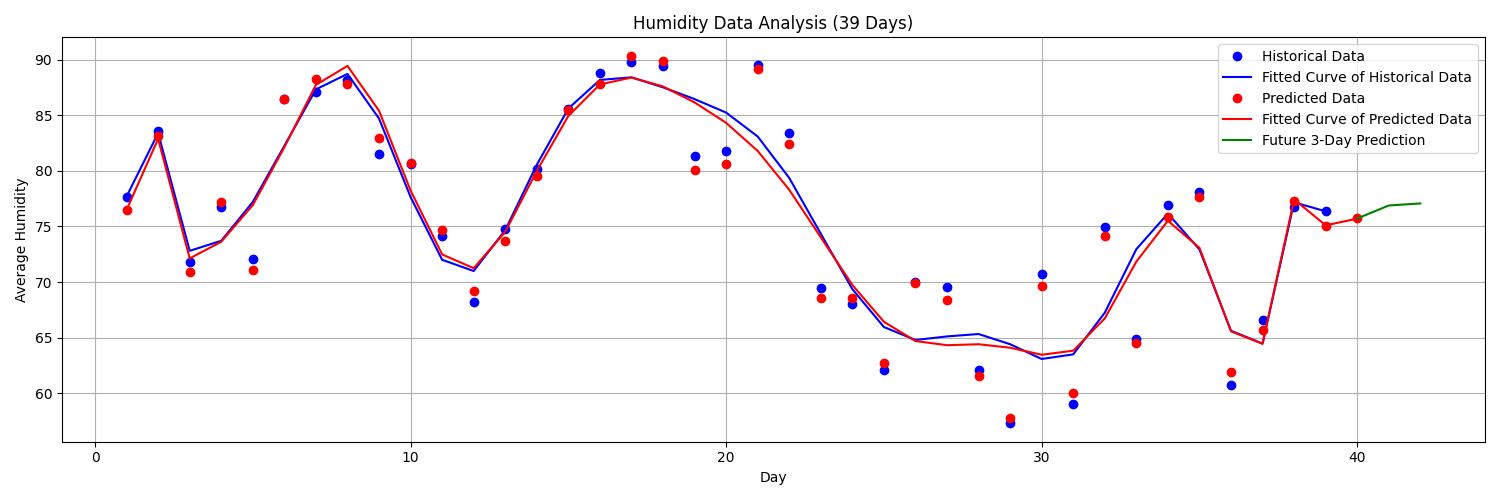 Humidity Data Analysis (39 Days)
Historical Data
Fitted Curve of Historical Data
Predicted Data
Fitted Curve of Predicted Data
Future 3-Day Prediction
Average Humidity
90
85
80
75
70
65
60
0 10 20 30 40
Day